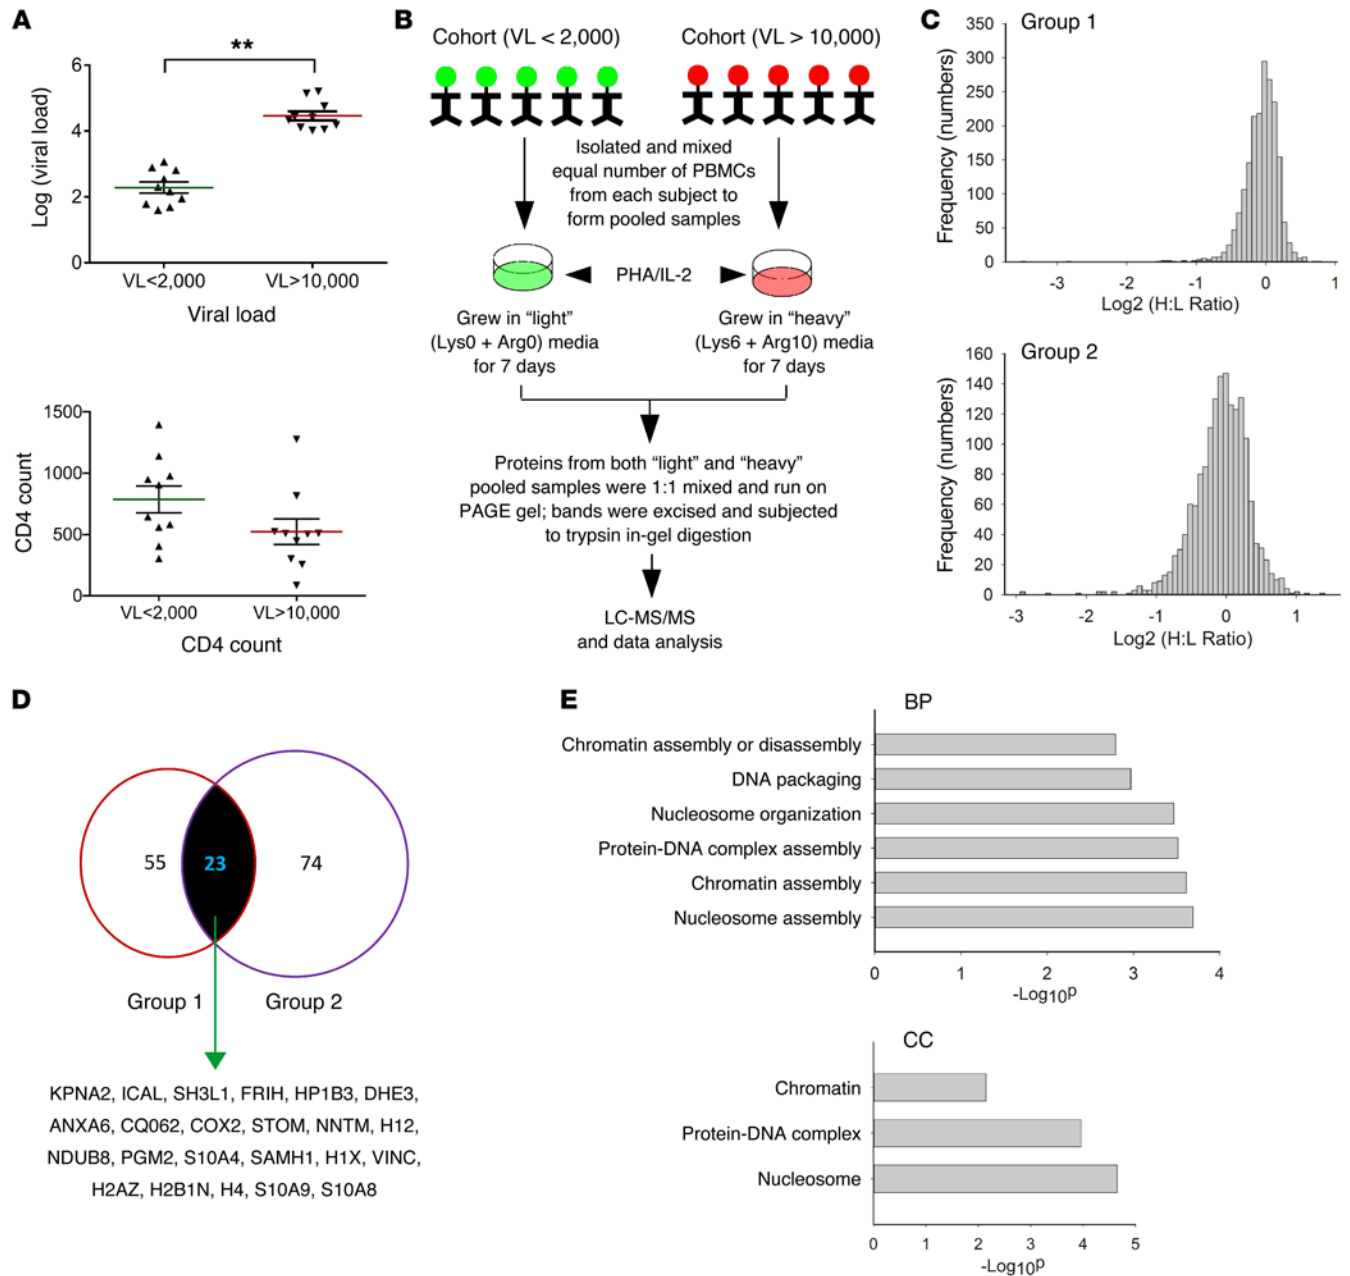 A
**
Log (viral load)
6
4
2
0
VL<2,000
VL>10,000
Viral load
CD4 count
1500
1000
500
0
VL<2,000
VL>10,000
CD4 count
B
Cohort (VL < 2,000)
Cohort (VL > 10,000)
Isolated and mixed
equal number of PBMCs
from each subject to
form pooled samples
PHA/IL-2
Grew in “light”
(Lys0 + Arg0) media
for 7 days
Grew in “heavy”
(Lys6 + Arg10) media
for 7 days
Proteins from both “light” and “heavy”
pooled samples were 1:1 mixed and run on
PAGE gel; bands were excised and subjected
to trypsin in-gel digestion
LC-MS/MS
and data analysis
C
Group 1
Frequency (numbers)
350
300
250
200
150
100
50
0
-3
-2
-1
0
1
Log2 (H:L Ratio)
Group 2
Frequency (numbers)
160
140
120
100
80
60
40
20
0
-3
-2
-1
0
1
Log2 (H:L Ratio)
D
55
23
74
Group 1
Group 2
KPNA2, ICAL, SH3L1, FRIH, HP1B3, DHE3,
ANXA6, CQ062, COX2, STOM, NNTM, H12,
NDUB8, PGM2, S10A4, SAMH1, H1X, VINC,
H2AZ, H2B1N, H4, S10A9, S10A8
E
BP
Chromatin assembly or disassembly
DNA packaging
Nucleosome organization
Protein-DNA complex assembly
Chromatin assembly
Nucleosome assembly
0
1
2
3
4
-Log10p
CC
Chromatin
Protein-DNA complex
Nucleosome
0
1
2
3
4
5
-Log10p